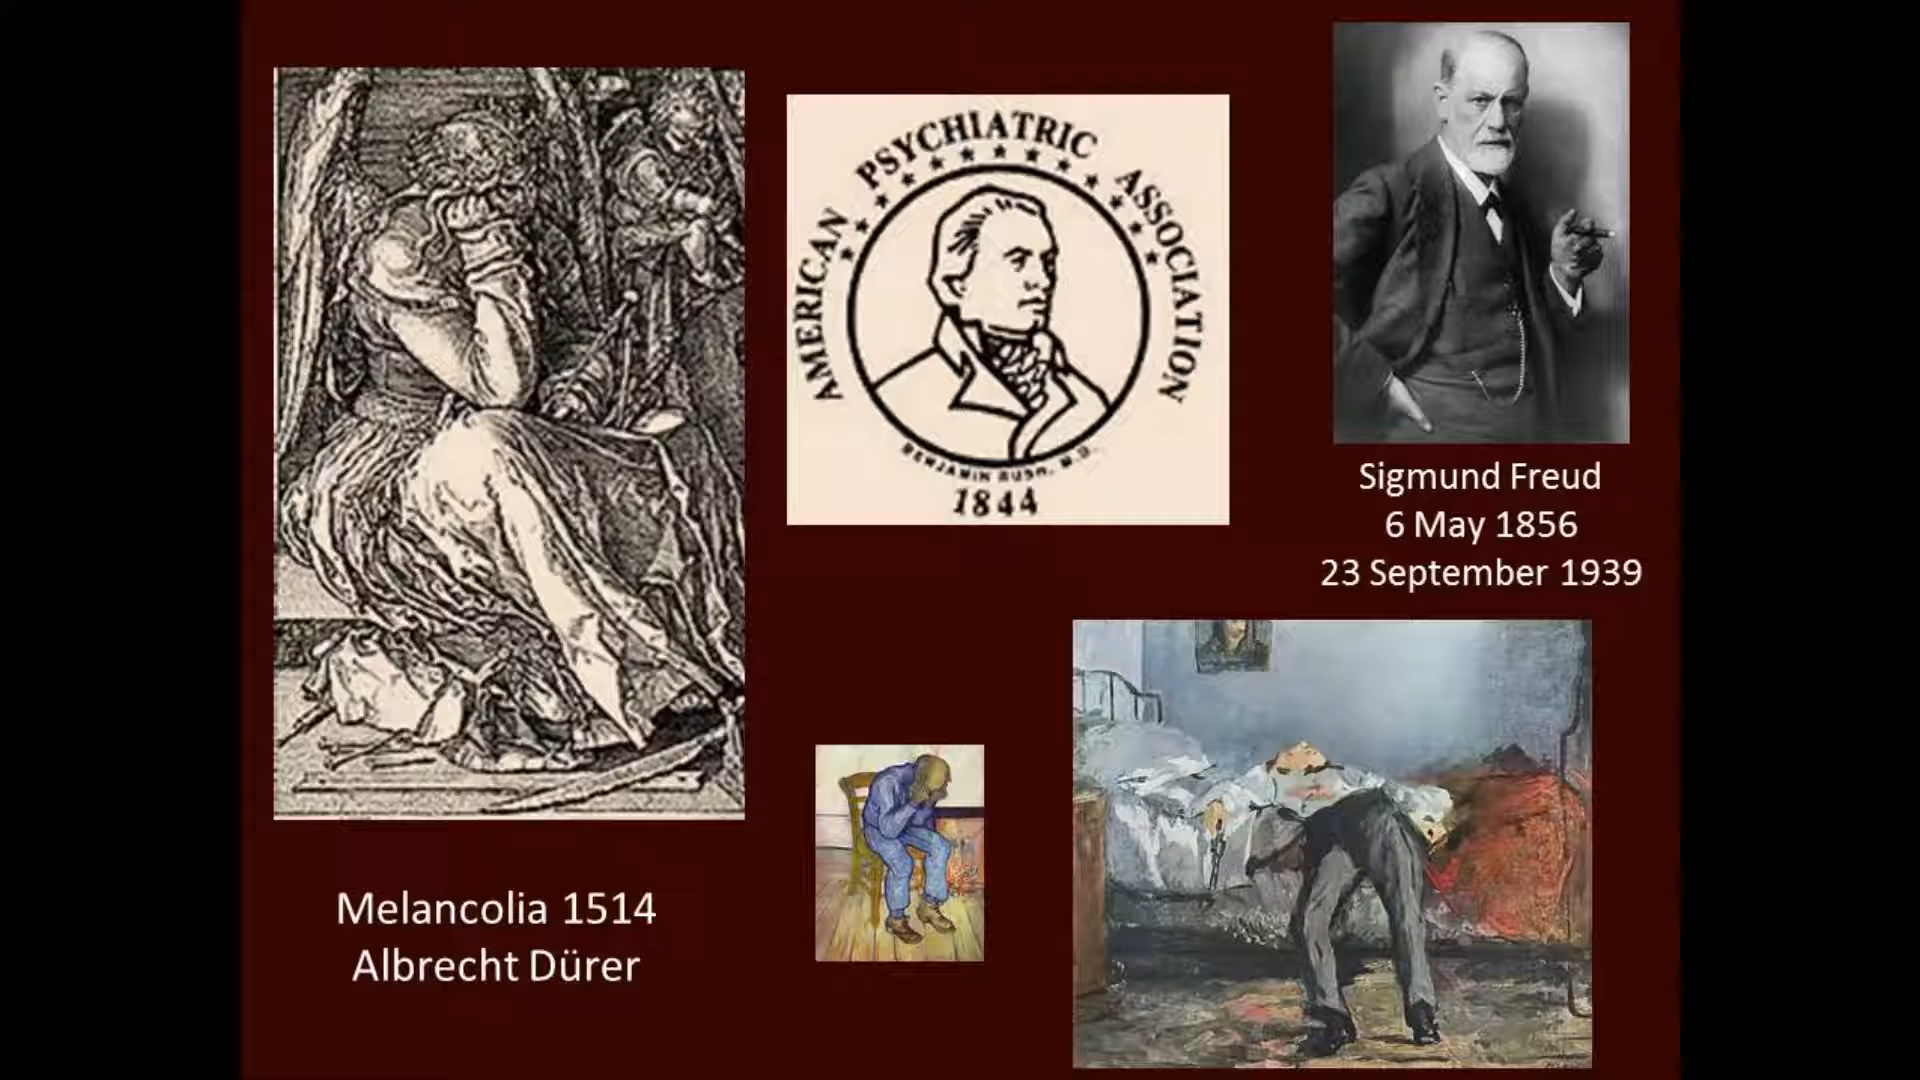 AMERICAN PSYCHIATRIC ASSOCIATION
BENJAMIN RUSH, M.D.
1844
Sigmund Freud
6 May 1856
23 September 1939
Melancolia 1514
Albrecht Dürer